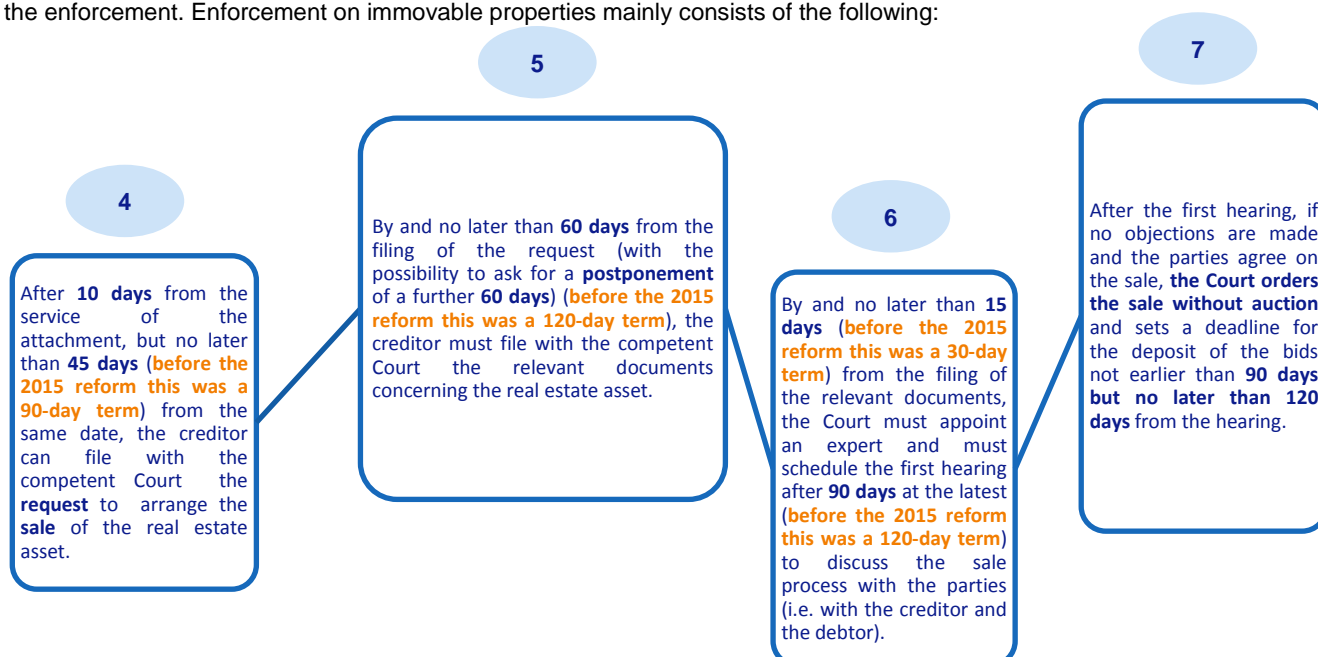 the enforcement. Enforcement on immovable properties mainly consists of the following:
4
After 10 days from the
service of the
attachment, but no later
than 45 days (before the
2015 reform this was a
90-day term) from the
same date, the creditor
can file with the
competent Court the
request to arrange the
sale of the real estate
asset.
5
By and no later than 60 days from the
filing of the request (with the
possibility to ask for a postponement
of a further 60 days) (before the 2015
reform this was a 120-day term), the
creditor must file with the competent
Court the relevant documents
concerning the real estate asset.
6
By and no later than 15
days (before the 2015
reform this was a 30-day
term) from the filing of
the relevant documents,
the Court must appoint
an expert and must
schedule the first hearing
after 90 days at the latest
(before the 2015 reform
this was a 120-day term)
to discuss the sale
process with the parties
(i.e. with the creditor and
the debtor).
7
After the first hearing, if
no objections are made
and the parties agree on
the sale, the Court orders
the sale without auction
and sets a deadline for
the deposit of the bids
not earlier than 90 days
but no later than 120
days from the hearing.